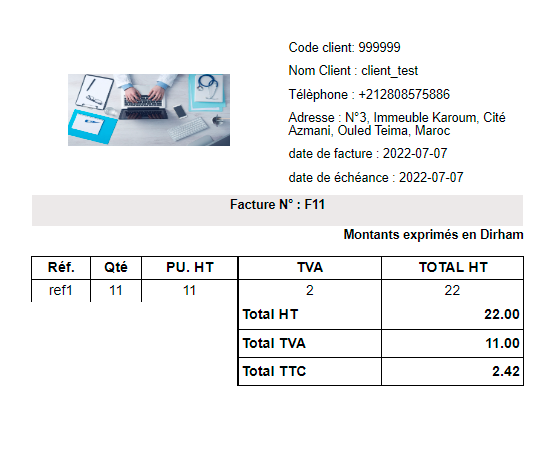 Code client: 999999
Nom Client : client_test
Télèphone : +212808575886
Adresse : N°3, Immeuble Karoum, Cité
Azmani, Ouled Teima, Maroc
date de facture : 2022-07-07
date de échéance : 2022-07-07
Facture N° : F11
Montants exprimés en Dirham
Réf. Qté PU. HT TVA TOTAL HT
ref1 11 11 2 22
Total HT 22.00
Total TVA 11.00
Total TTC 2.42